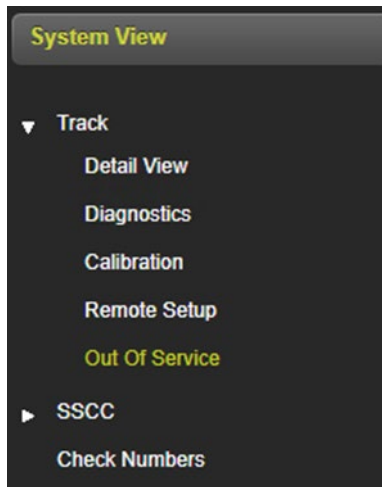 System View
Track
Detail View
Diagnostics
Calibration
Remote Setup
Out Of Service
SSCC
Check Numbers